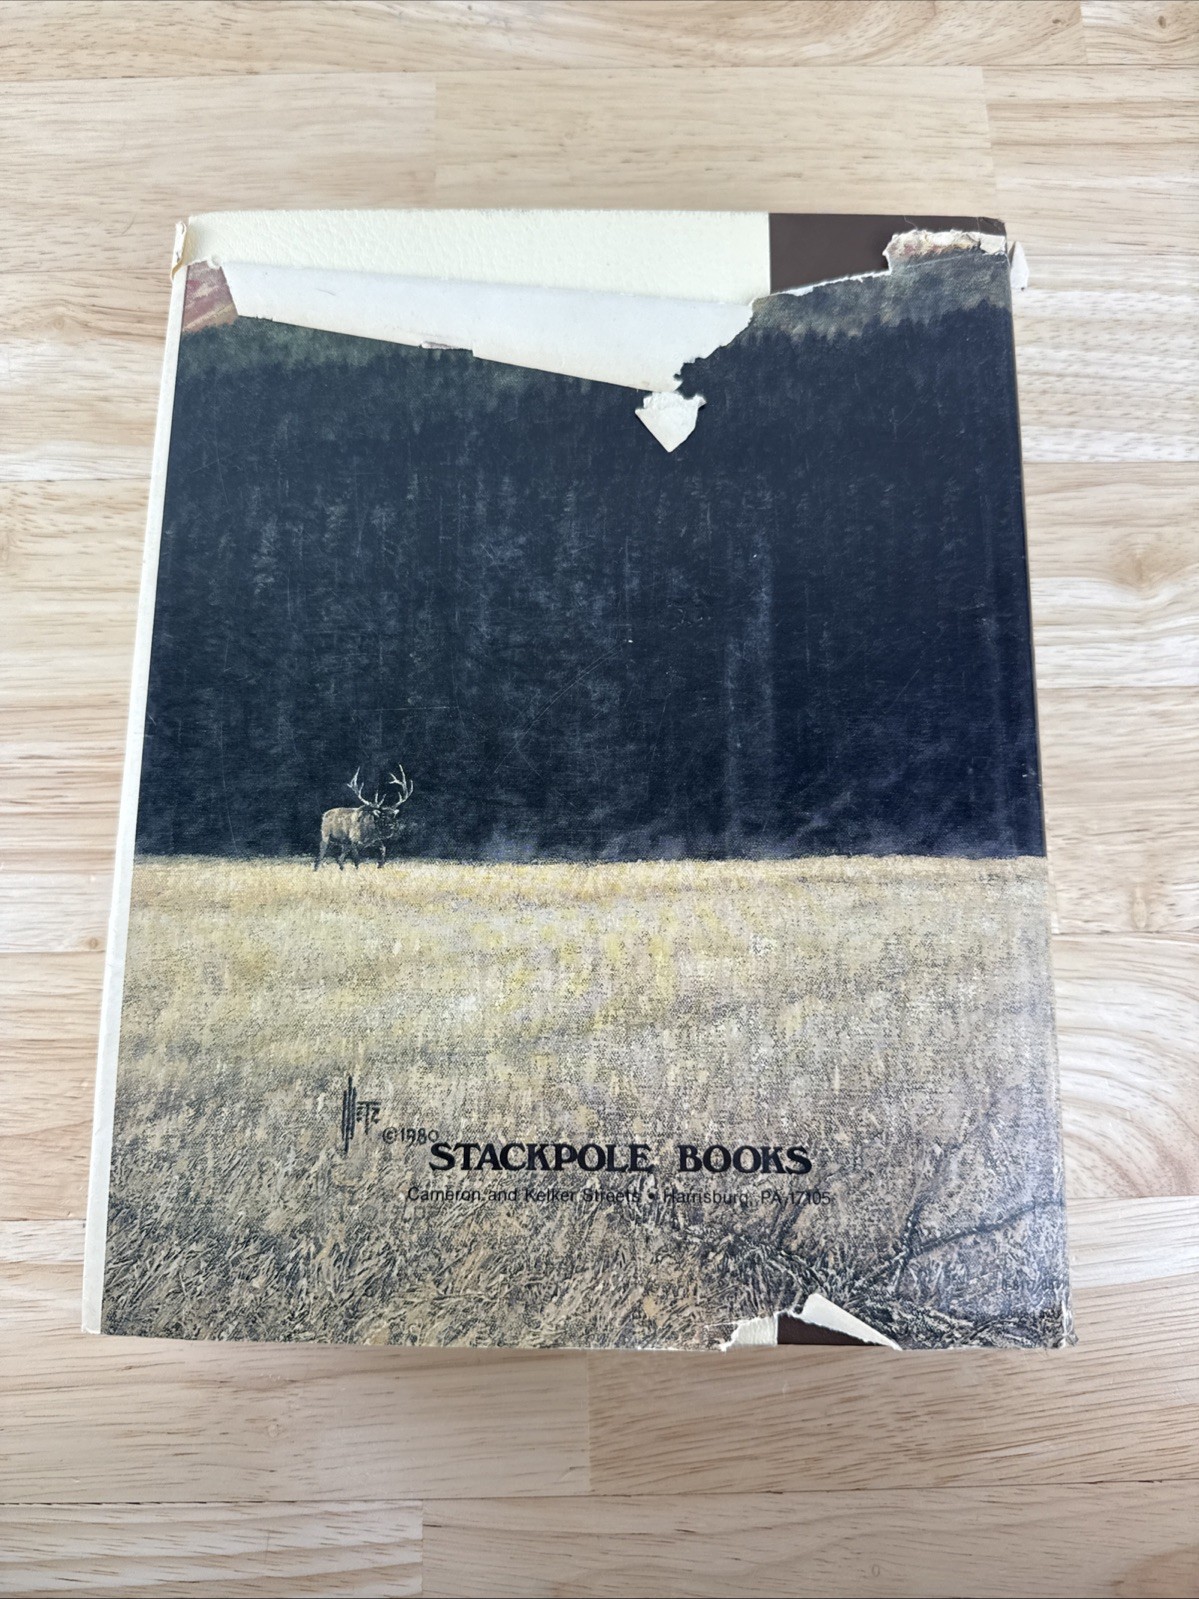 ©1980
STACKPOLE BOOKS
Cameron and Kelker Streets • Harrisburg, PA 17105